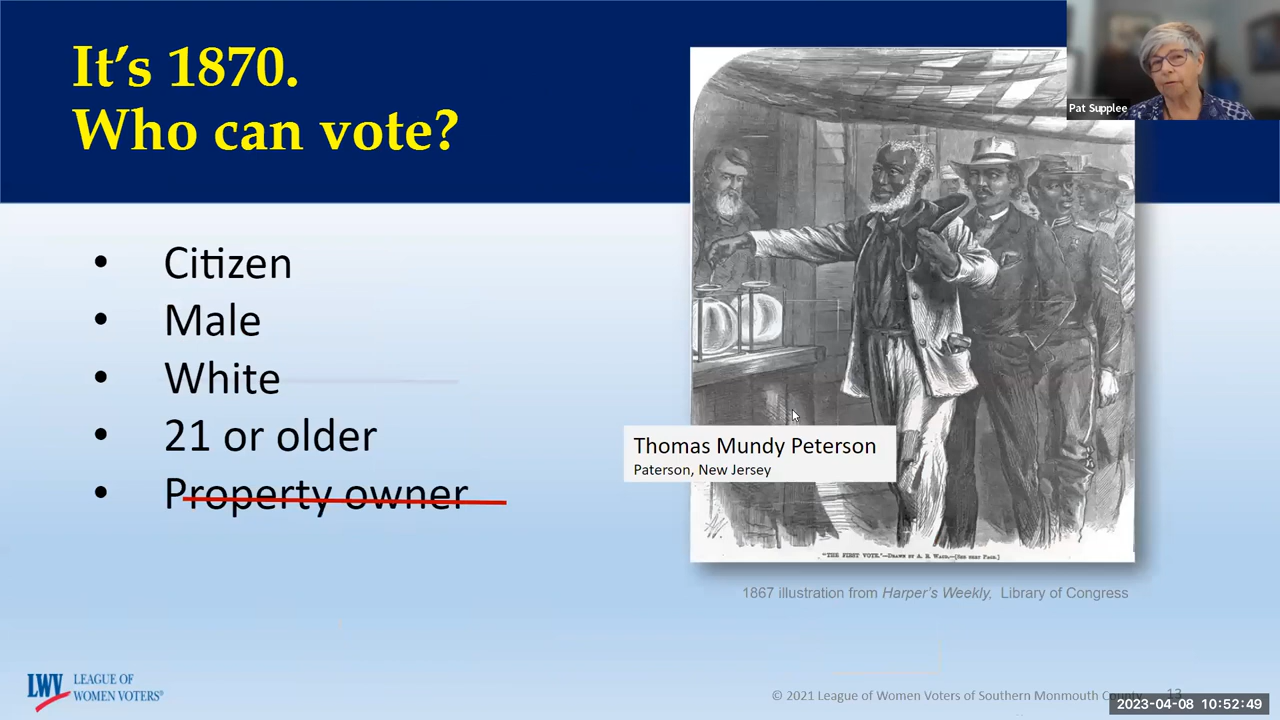 It's 1870.
Who can vote?
Pat Supplee
• Citizen
• Male
• White
• 21 or older
• Property owner
Thomas Mundy Peterson
Paterson, New Jersey
"THE FIRST VOTE."—DRAWN BY A. R. WAUD.—[SEE NEXT PAGE.]
1867 illustration from Harper's Weekly, Library of Congress
LWV LEAGUE OF
WOMEN VOTERS®
© 2021 League of Women Voters of Southern Monmouth County
13
2023-04-08 10:52:49